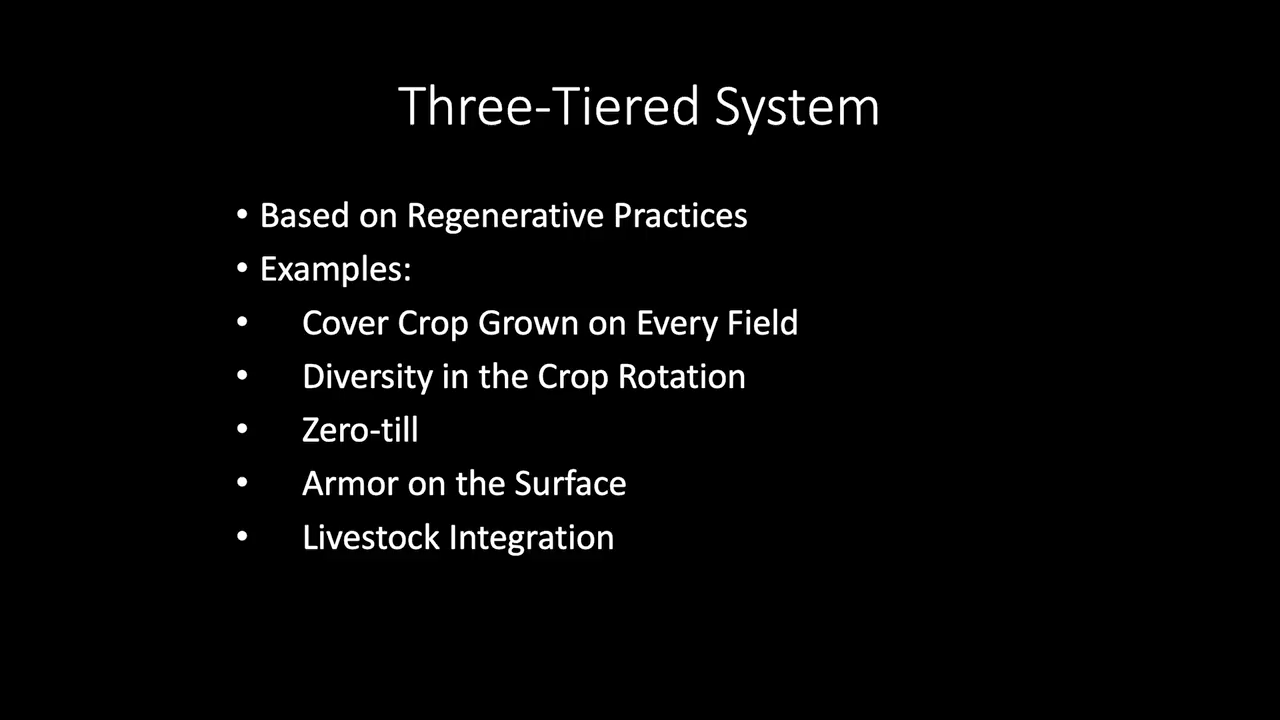 Three-Tiered System
• Based on Regenerative Practices
• Examples:
• Cover Crop Grown on Every Field
• Diversity in the Crop Rotation
• Zero-till
• Armor on the Surface
• Livestock Integration